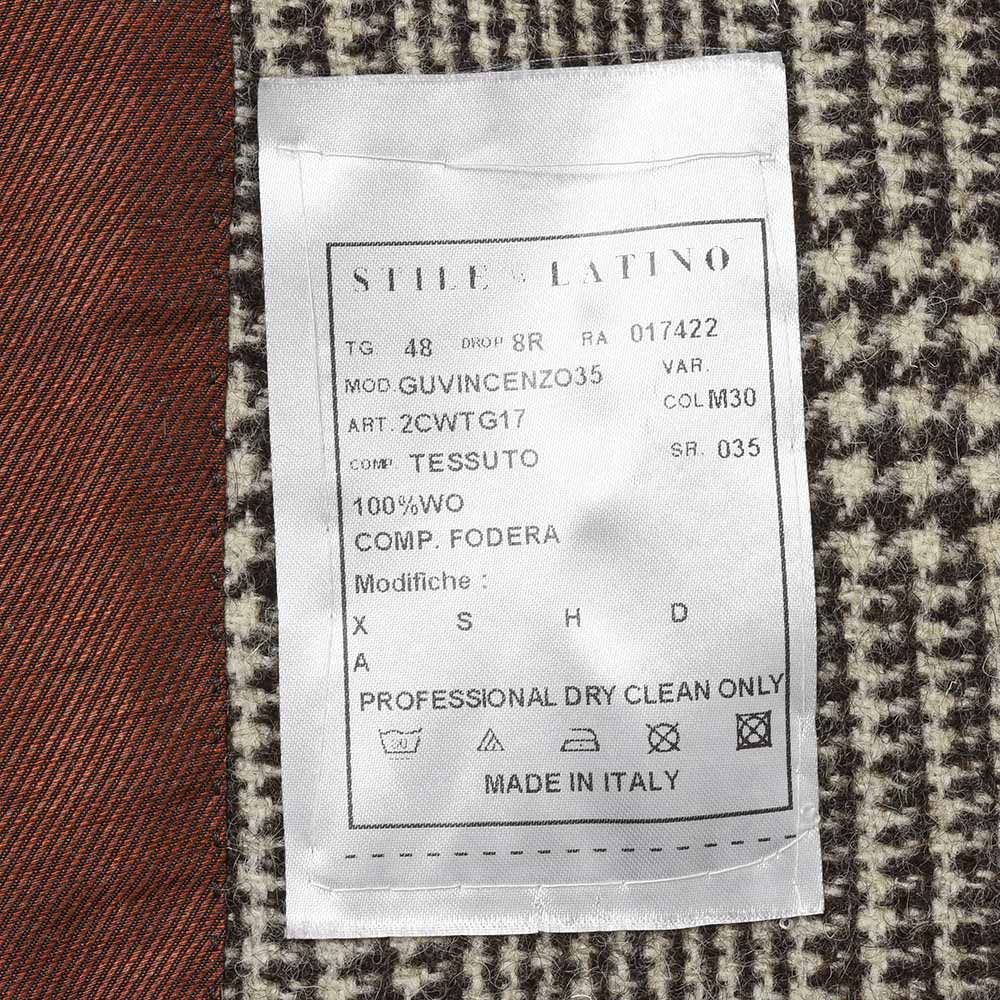 STILE LATINO
TG 48 DROP 8R RA 017422
MOD. GUVINCENZO35 VAR.
ART. 2CWTG17 COL M30
COMP. TESSUTO SR. 035
100%WO
COMP. FODERA
Modifiche :
X S H D
A
PROFESSIONAL DRY CLEAN ONLY
MADE IN ITALY